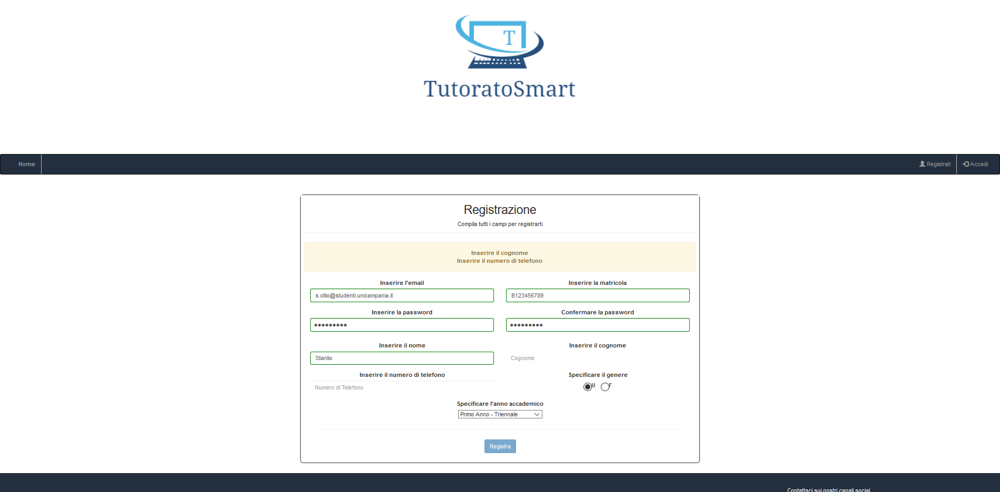 T
TutoratoSmart
Home
Registrati
Accedi
Registrazione
Compila tutti i campi per registrarti
Inserire il cognome
Inserire il numero di telefono
Inserire l'email
Inserire la matricola
s.ollio@studenti.unicampania.it
B123456789
Inserire la password
Confermare la password
●●●●●●●●●
●●●●●●●●●
Inserire il nome
Inserire il cognome
Stanlio
Cognome
Inserire il numero di telefono
Specificare il genere
Numero di Telefono
M F
Specificare l'anno accademico
Primo Anno - Triennale
Registra
Contattaci sui nostri canali social